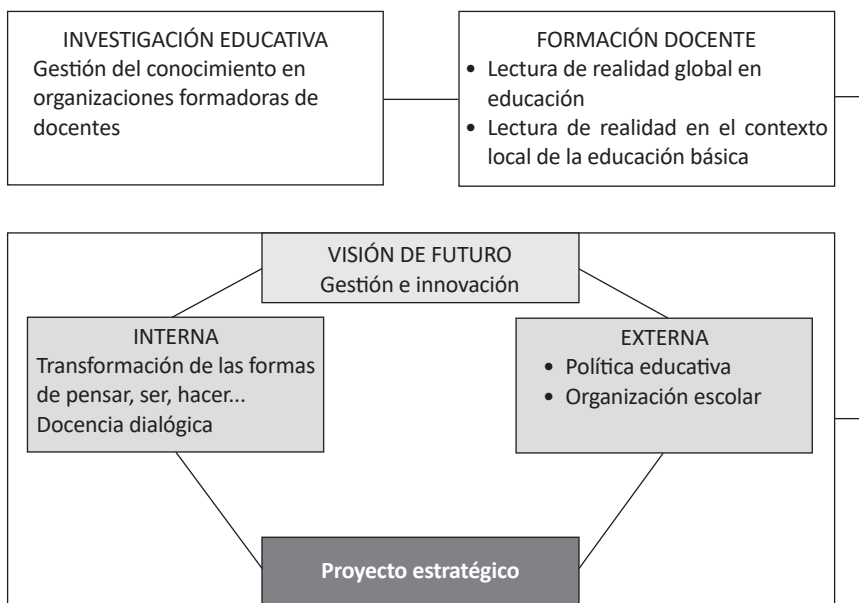 INVESTIGACIÓN EDUCATIVA
Gestión del conocimiento en
organizaciones formadoras de
docentes
FORMACIÓN DOCENTE
• Lectura de realidad global en
educación
• Lectura de realidad en el contexto
local de la educación básica
VISIÓN DE FUTURO
Gestión e innovación
INTERNA
Transformación de las formas
de pensar, ser, hacer...
Docencia dialógica
EXTERNA
• Política educativa
• Organización escolar
Proyecto estratégico